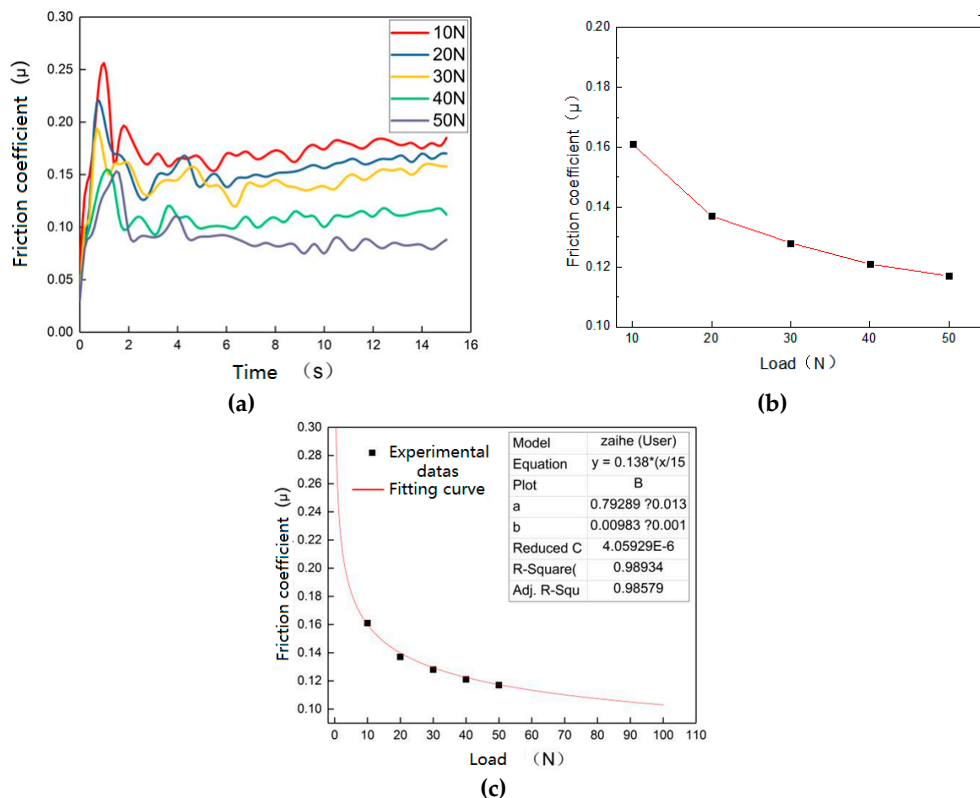 0.30
0.25
0.20
0.15
0.10
0.05
0.00
Friction coefficient (μ)
10N
20N
30N
40N
50N
0 2 4 6 8 10 12 14 16
Time （s）
(a)
0.20
0.18
0.16
0.14
0.12
0.10
Friction coefficient（μ）
10 20 30 40 50
Load（N）
(b)
0.30
0.28
0.26
0.24
0.22
0.20
0.18
0.16
0.14
0.12
0.10
Friction coefficient（μ）
Experimental
datas
Fitting curve
Model zaihe (User)
Equation y = 0.138*(x/15
Plot B
a 0.79289 ?0.013
b 0.00983 ?0.001
Reduced C 4.05929E-6
R-Square( 0.98934
Adj. R-Squ 0.98579
0 10 20 30 40 50 60 70 80 90 100 110
Load （N）
(c)